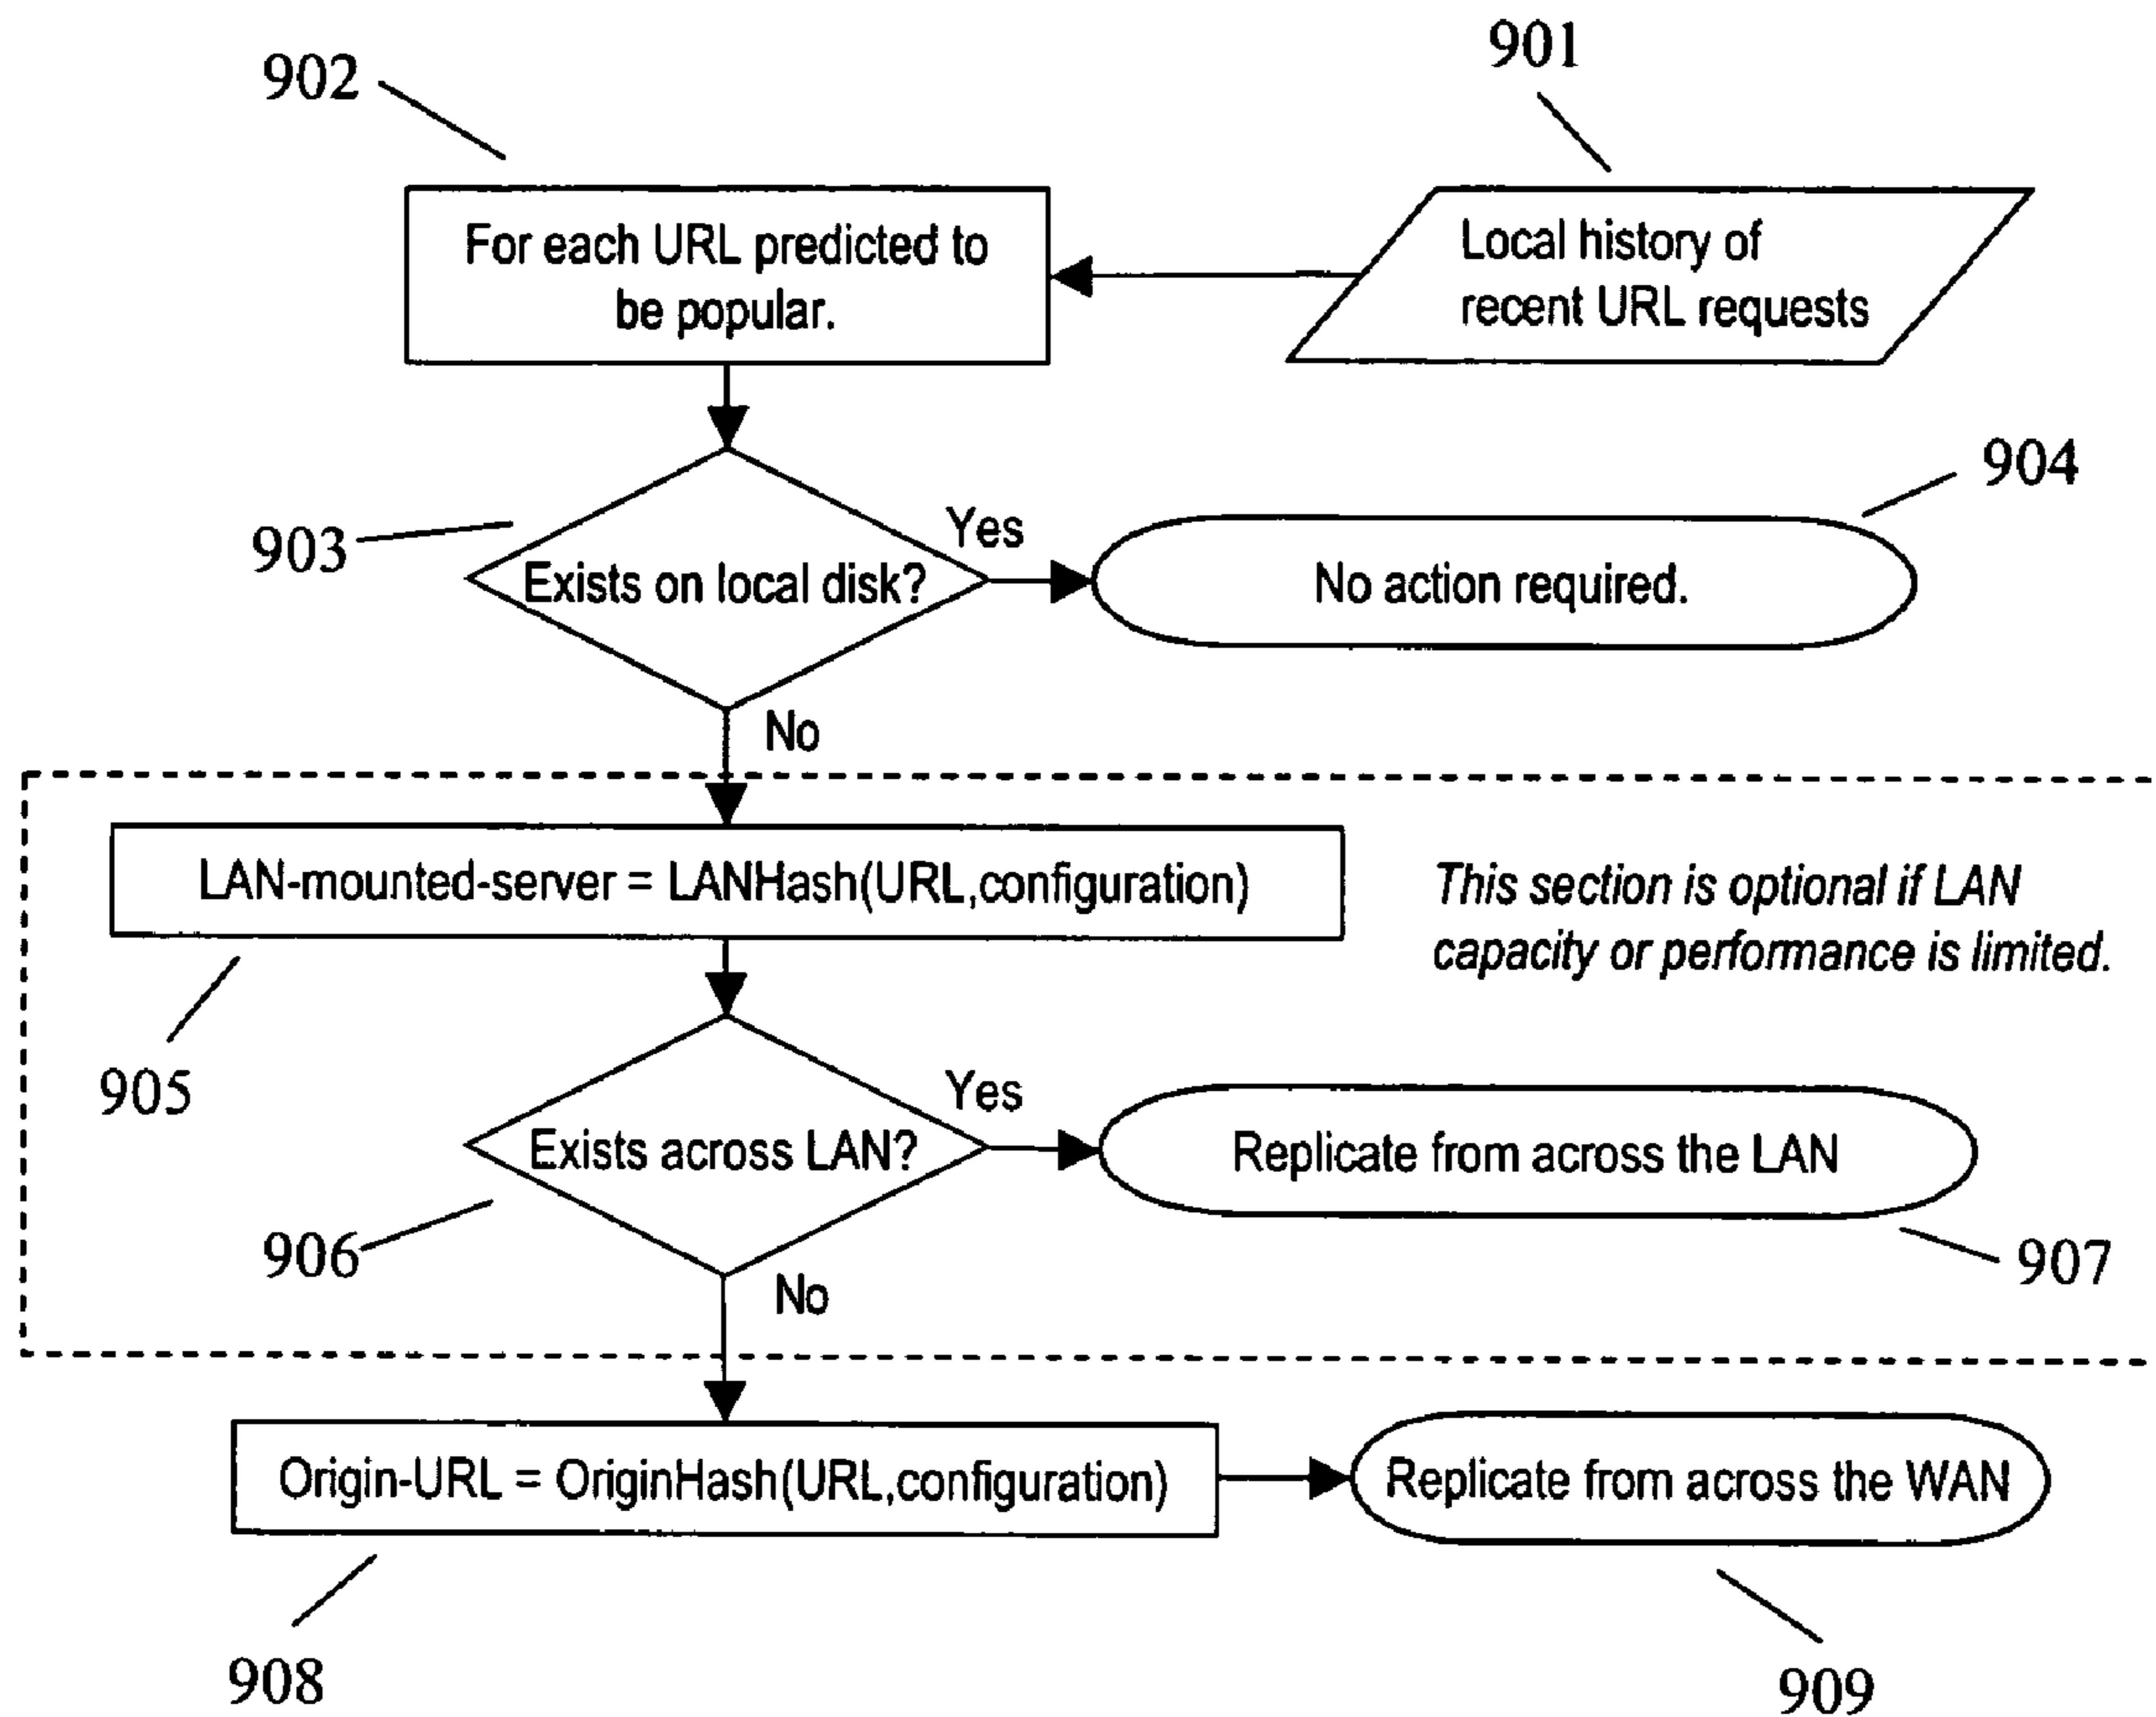 901
902
For each URL predicted to
be popular.
Local history of
recent URL requests
904
903
Yes
Exists on local disk?
No action required.
No
LAN-mounted-server = LANHash(URL,configuration)
This section is optional if LAN
capacity or performance is limited.
905
Yes
Exists across LAN?
Replicate from across the LAN
906
907
No
Origin-URL = OriginHash(URL,configuration)
Replicate from across the WAN
908
909